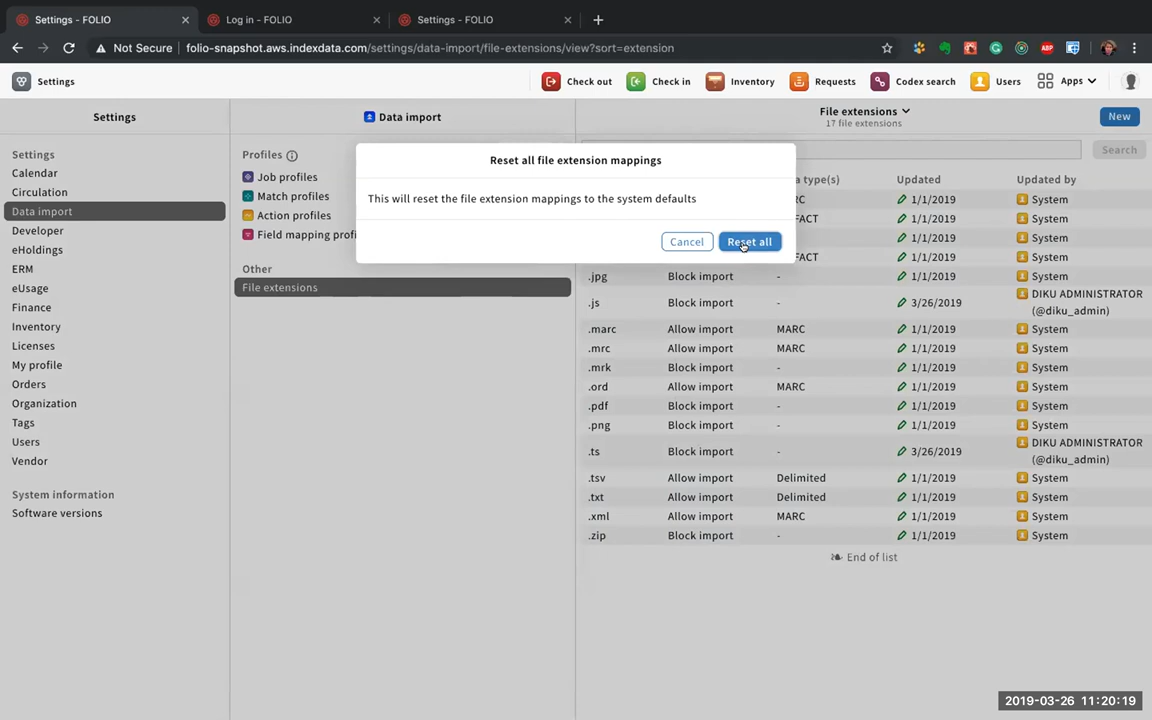 Settings - FOLIO
Log in - FOLIO
Settings - FOLIO
Not Secure
folio-snapshot.aws.indexdata.com/settings/data-import/file-extensions/view?sort=extension
ABP
Settings
Check out
Check in
Inventory
Requests
Codex search
Users
Apps
Settings
Data import
File extensions
17 file extensions
New
Settings
Calendar
Circulation
Data import
Developer
eHoldings
ERM
eUsage
Finance
Inventory
Licenses
My profile
Orders
Organization
Tags
Users
Vendor
System information
Software versions
Profiles
Job profiles
Match profiles
Action profiles
Field mapping profi
Other
File extensions
Reset all file extension mappings
This will reset the file extension mappings to the system defaults
Cancel
Reset all
Search
a type(s) Updated Updated by
RC 1/1/2019 System
FACT 1/1/2019 System
1/1/2019 System
FACT 1/1/2019 System
.jpg Block import - 1/1/2019 System
.js Block import - 3/26/2019 DIKU ADMINISTRATOR
(@diku_admin)
.marc Allow import MARC 1/1/2019 System
.mrc Allow import MARC 1/1/2019 System
.mrk Block import - 1/1/2019 System
.ord Allow import MARC 1/1/2019 System
.pdf Block import - 1/1/2019 System
.png Block import - 1/1/2019 System
.ts Block import - 3/26/2019 DIKU ADMINISTRATOR
(@diku_admin)
.tsv Allow import Delimited 1/1/2019 System
.txt Allow import Delimited 1/1/2019 System
.xml Allow import MARC 1/1/2019 System
.zip Block import - 1/1/2019 System
End of list
2019-03-26 11:20:19